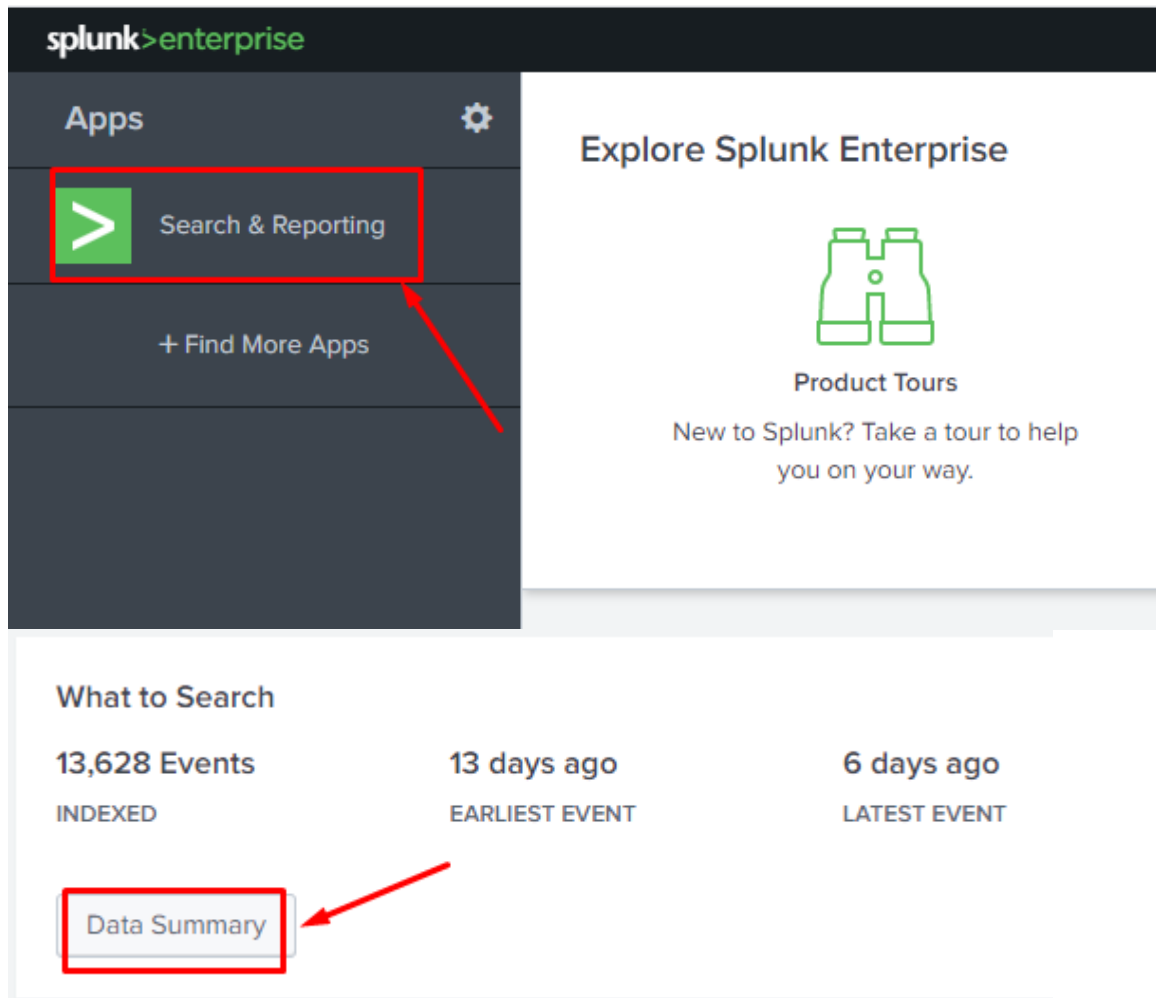 splunk>enterprise
Apps
Search & Reporting
+ Find More Apps
Explore Splunk Enterprise
Product Tours
New to Splunk? Take a tour to help
you on your way.
What to Search
13,628 Events
INDEXED
13 days ago
EARLIEST EVENT
6 days ago
LATEST EVENT
Data Summary